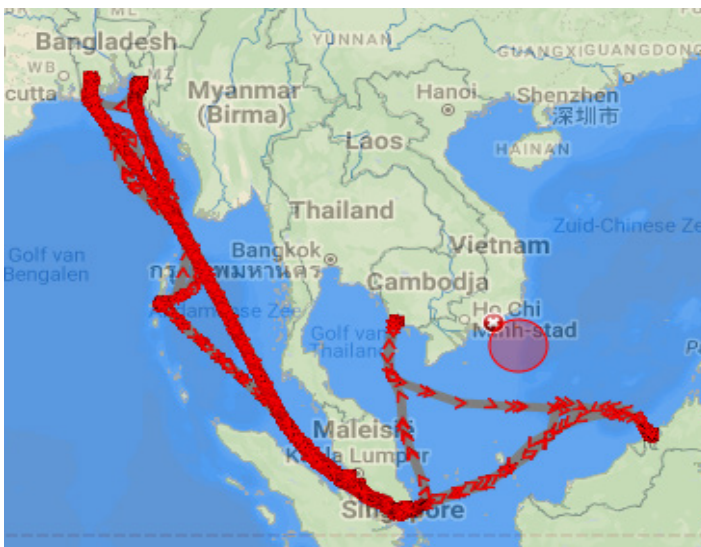 Bangladesh
YUNNAN
GUANGXI
GUANGDONG
WB
MZ
cutta
Myanmar
(Birma)
Hanoi
Shenzhen
深圳市
Laos
HAINAN
Thailand
Golf van
Bengalen
Bangkok
Vietnam
Zuid-Chinese Ze
Cambodja
Ho Chi
Minh-stad
Golf van
Thailand
Maleisië
Kuala Lumpur
Singapore